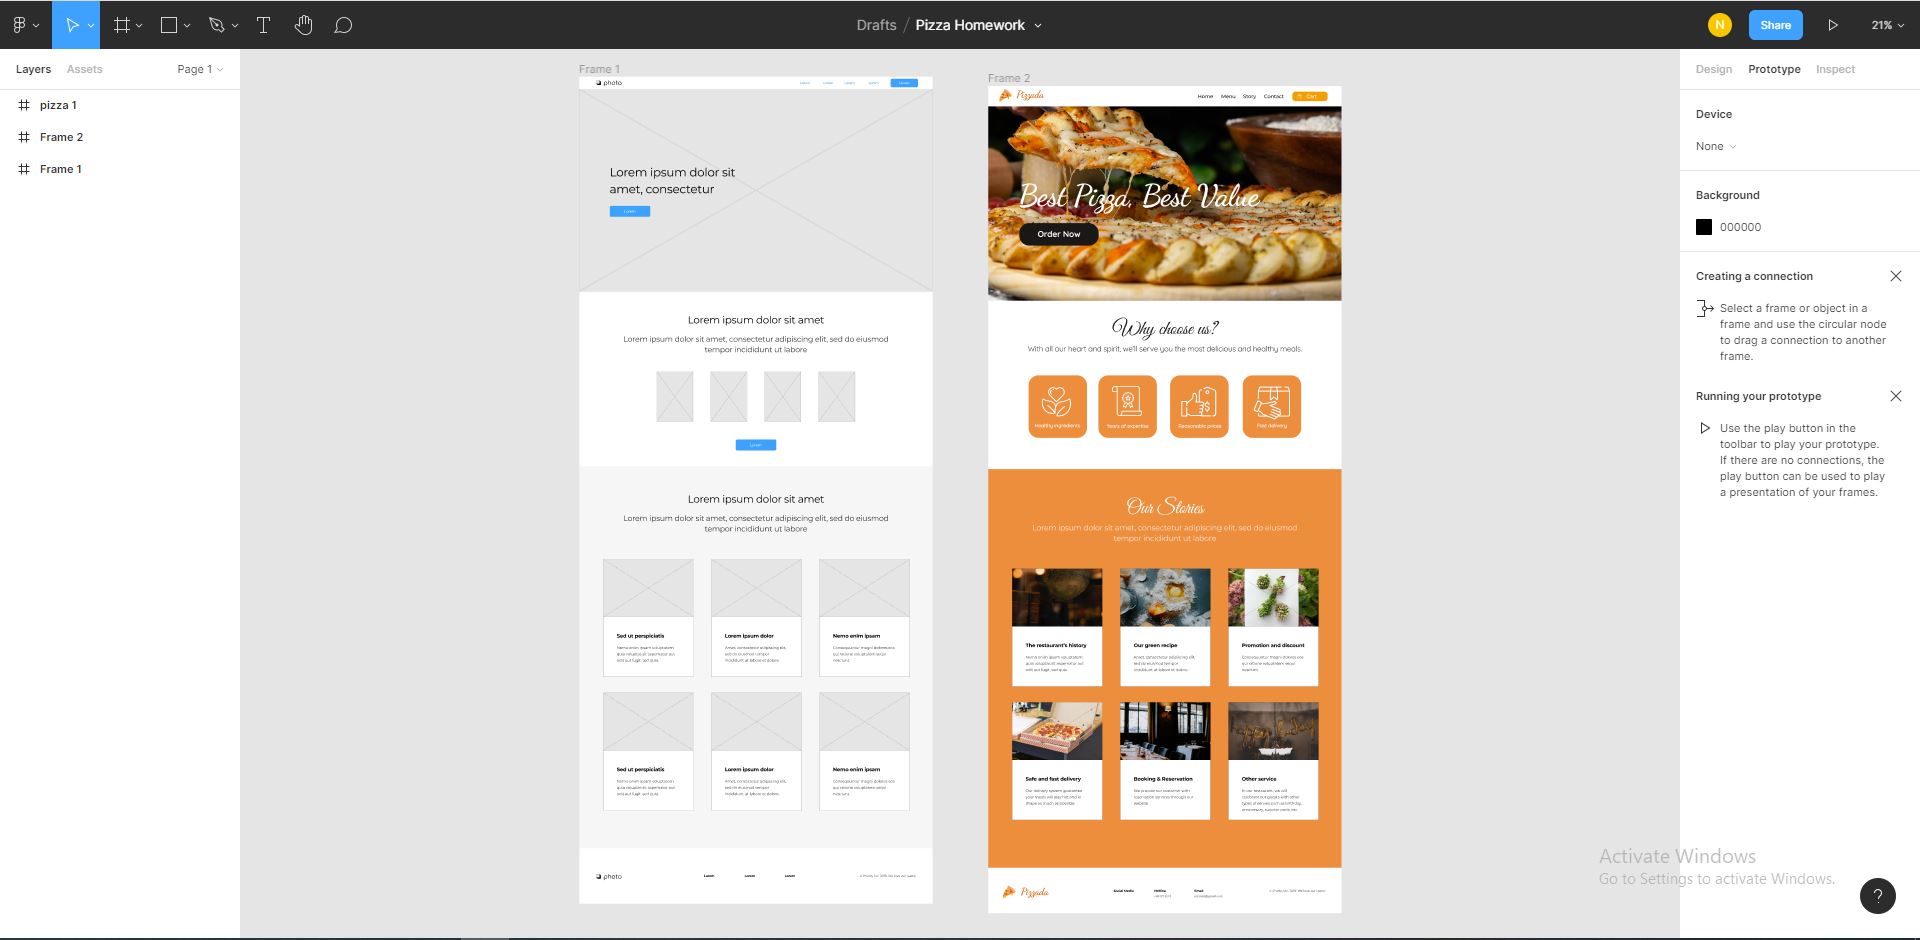 Drafts / Pizza Homework
N
Share
21%
Layers
Assets
Page 1
pizza 1
Frame 2
Frame 1
Frame 1
photo
Lorem ipsum dolor sit
amet, consectetur
Lorem
Lorem ipsum dolor sit amet
Lorem ipsum dolor sit amet, consectetur adipiscing elit, sed do eiusmod
tempor incididunt ut labore
Lorem
Lorem ipsum dolor sit amet
Lorem ipsum dolor sit amet, consectetur adipiscing elit, sed do eiusmod
tempor incididunt ut labore
Sed ut perspiciatis
Lorem ipsum dolor
Nemo enim ipsam
Sed ut perspiciatis
Lorem ipsum dolor
Nemo enim ipsam
photo
Lorem
Lorem
Lorem
Frame 2
Pizzada
Home
Menu
Story
Contact
Cart
Best Pizza, Best Value
Order Now
Why choose us?
With all our heart and spirit, we'll serve you the most delicious and healthy meals.
Healthy ingredients
Years of expertise
Reasonable prices
Fast delivery
Our Stories
Lorem ipsum dolor sit amet, consectetur adipiscing elit, sed do eiusmod
tempor incididunt ut labore
The restaurant's history
Our green recipe
Promotion and discount
Safe and fast delivery
Booking & Reservation
Other service
Pizzada
Social Media
Hotline
Email
Design
Prototype
Inspect
Device
None
Background
000000
Creating a connection
Select a frame or object in a
frame and use the circular node
to drag a connection to another
frame.
Running your prototype
Use the play button in the
toolbar to play your prototype.
If there are no connections, the
play button can be used to play
a presentation of your frames.
Activate Windows
Go to Settings to activate Windows.
?